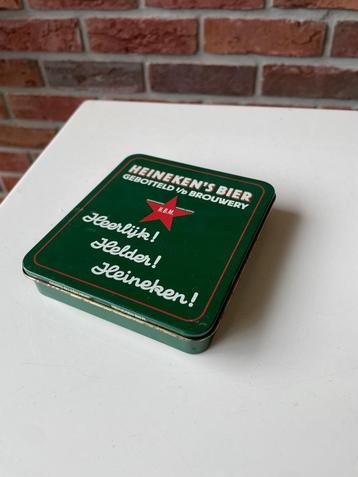 HEINEKEN'S BIER
GEBOTTELD i/d BROUWERY
H.B.M.
Heerlijk!
Helder!
Heineken!